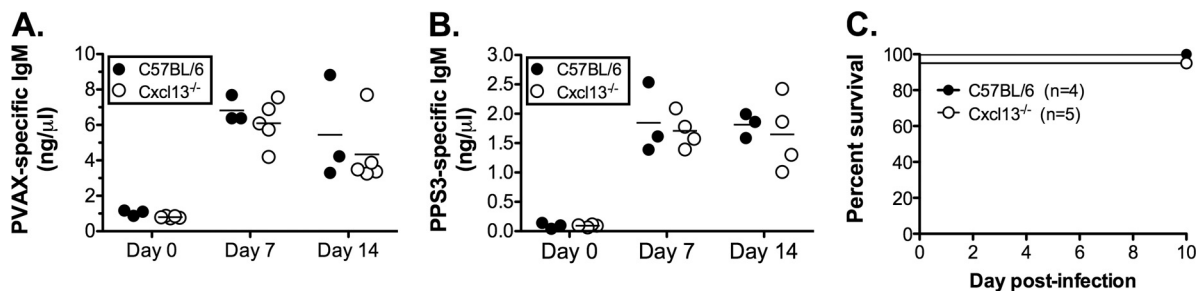 A.
PVAX-specific IgM
(ng/µl)
10
8
6
4
2
0
C57BL/6
Cxcl13-/-
Day 0
Day 7
Day 14
B.
PPS3-specific IgM
(ng/µl)
3.0
2.5
2.0
1.5
1.0
0.5
0.0
C57BL/6
Cxcl13-/-
Day 0
Day 7
Day 14
C.
Percent survival
100
80
60
40
20
0
C57BL/6 (n=4)
Cxcl13-/- (n=5)
0 2 4 6 8 10
Day post-infection